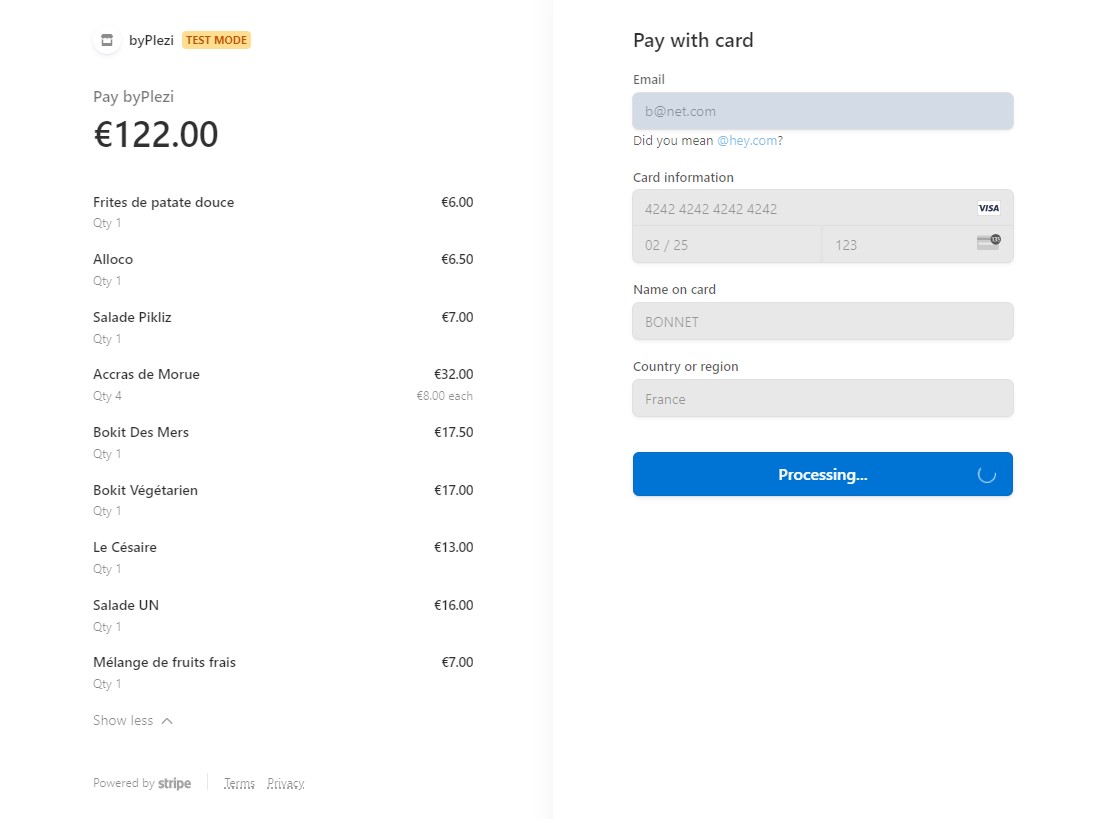 byPlezi TEST MODE
Pay byPlezi
€122.00
Frites de patate douce €6.00
Qty 1
Alloco €6.50
Qty 1
Salade Pikliz €7.00
Qty 1
Accras de Morue €32.00
Qty 4 €8.00 each
Bokit Des Mers €17.50
Qty 1
Bokit Végétarien €17.00
Qty 1
Le Césaire €13.00
Qty 1
Salade UN €16.00
Qty 1
Mélange de fruits frais €7.00
Qty 1
Show less
Powered by stripe Terms Privacy
Pay with card
Email
b@net.com
Did you mean @hey.com?
Card information
4242 4242 4242 4242 VISA
02 / 25 123
Name on card
BONNET
Country or region
France
Processing...